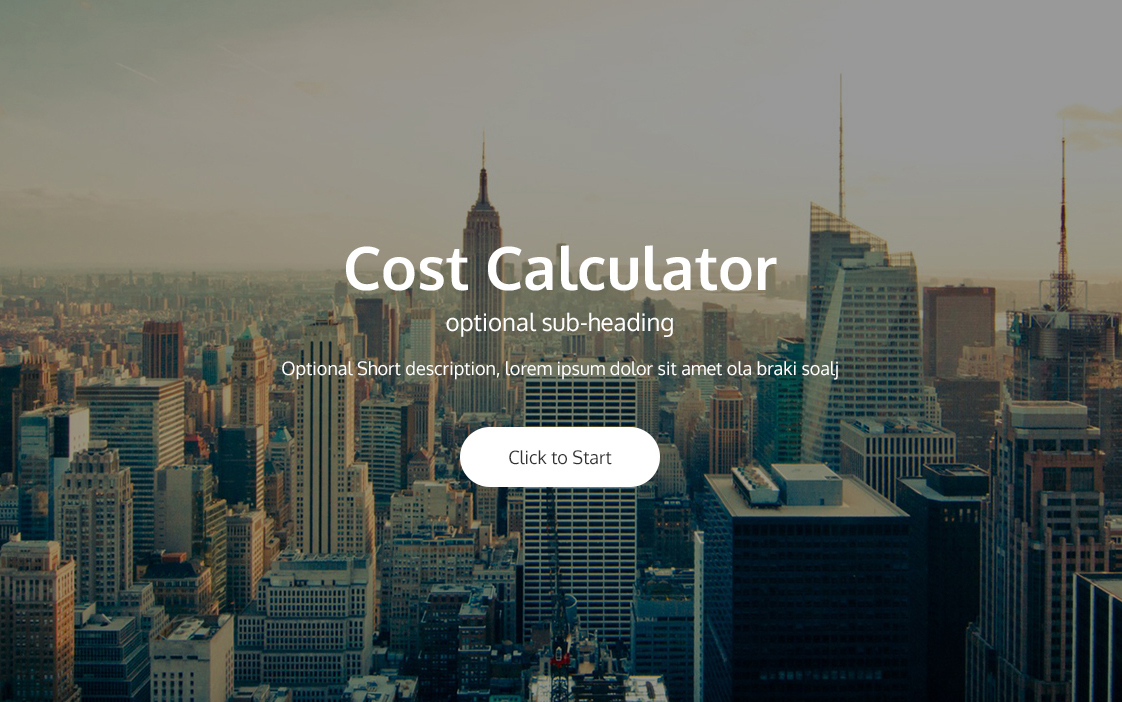 Cost Calculator
optional sub-heading
Optional Short description, lorem ipsum dolor sit amet ola braki soalj
Click to Start